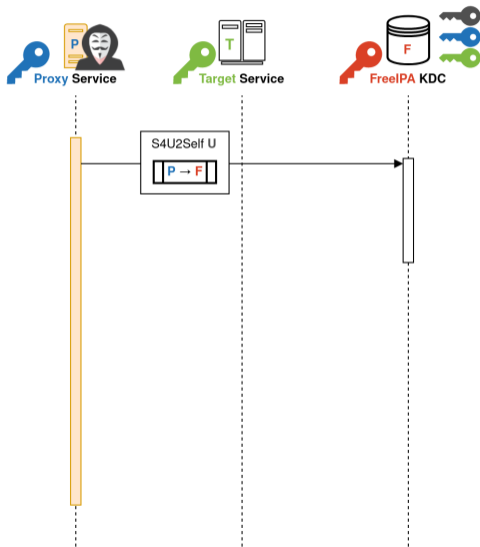 P
T
F
Proxy Service
Target Service
FreeIPA KDC
S4U2Self U
P → F